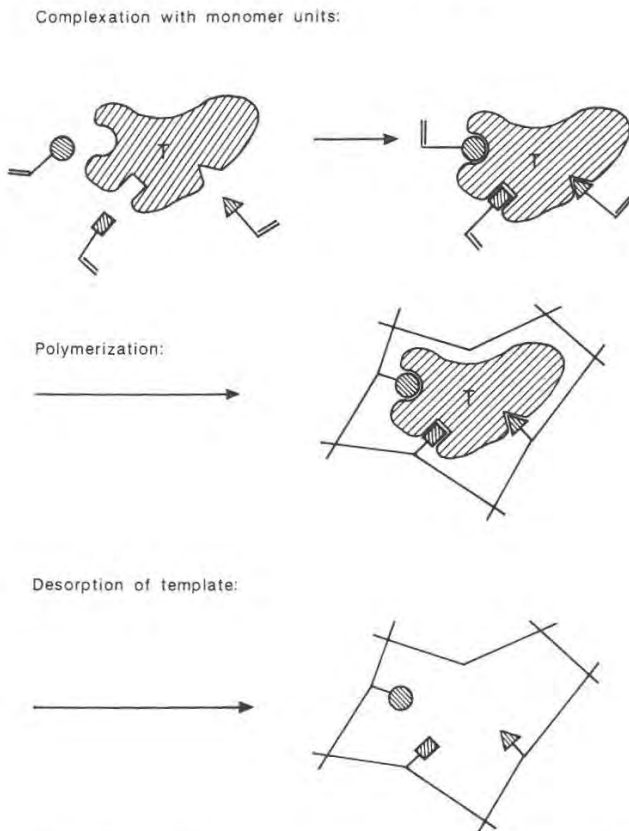 Complexation with monomer units:
T
T
Polymerization:
T
Desorption of template: